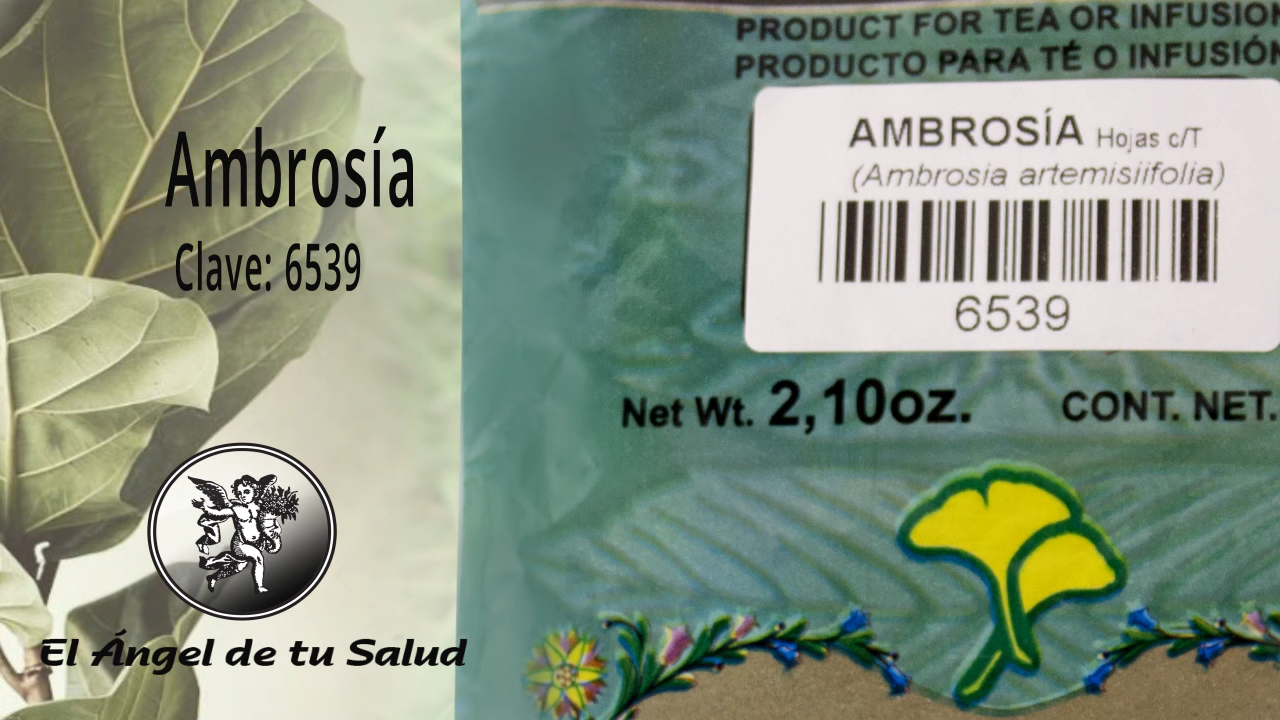 Ambrosía
Clave: 6539
El Ángel de tu Salud
PRODUCT FOR TEA OR INFUSION
PRODUCTO PARA TÉ O INFUSIÓN
AMBROSÍA Hojas c/T
(Ambrosia artemisiifolia)
6539
Net Wt. 2,10oz. CONT. NET.